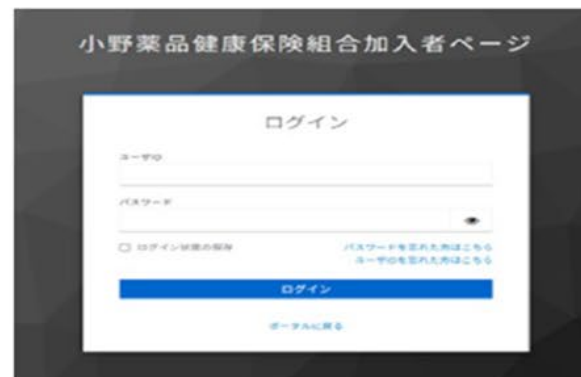 小野薬品健康保険組合加入者ページ
ログイン
ユーザID
パスワード
ログイン状態の保存
パスワードを忘れた方はこちら
ユーザIDを忘れた方はこちら
ログイン
ポータルに戻る